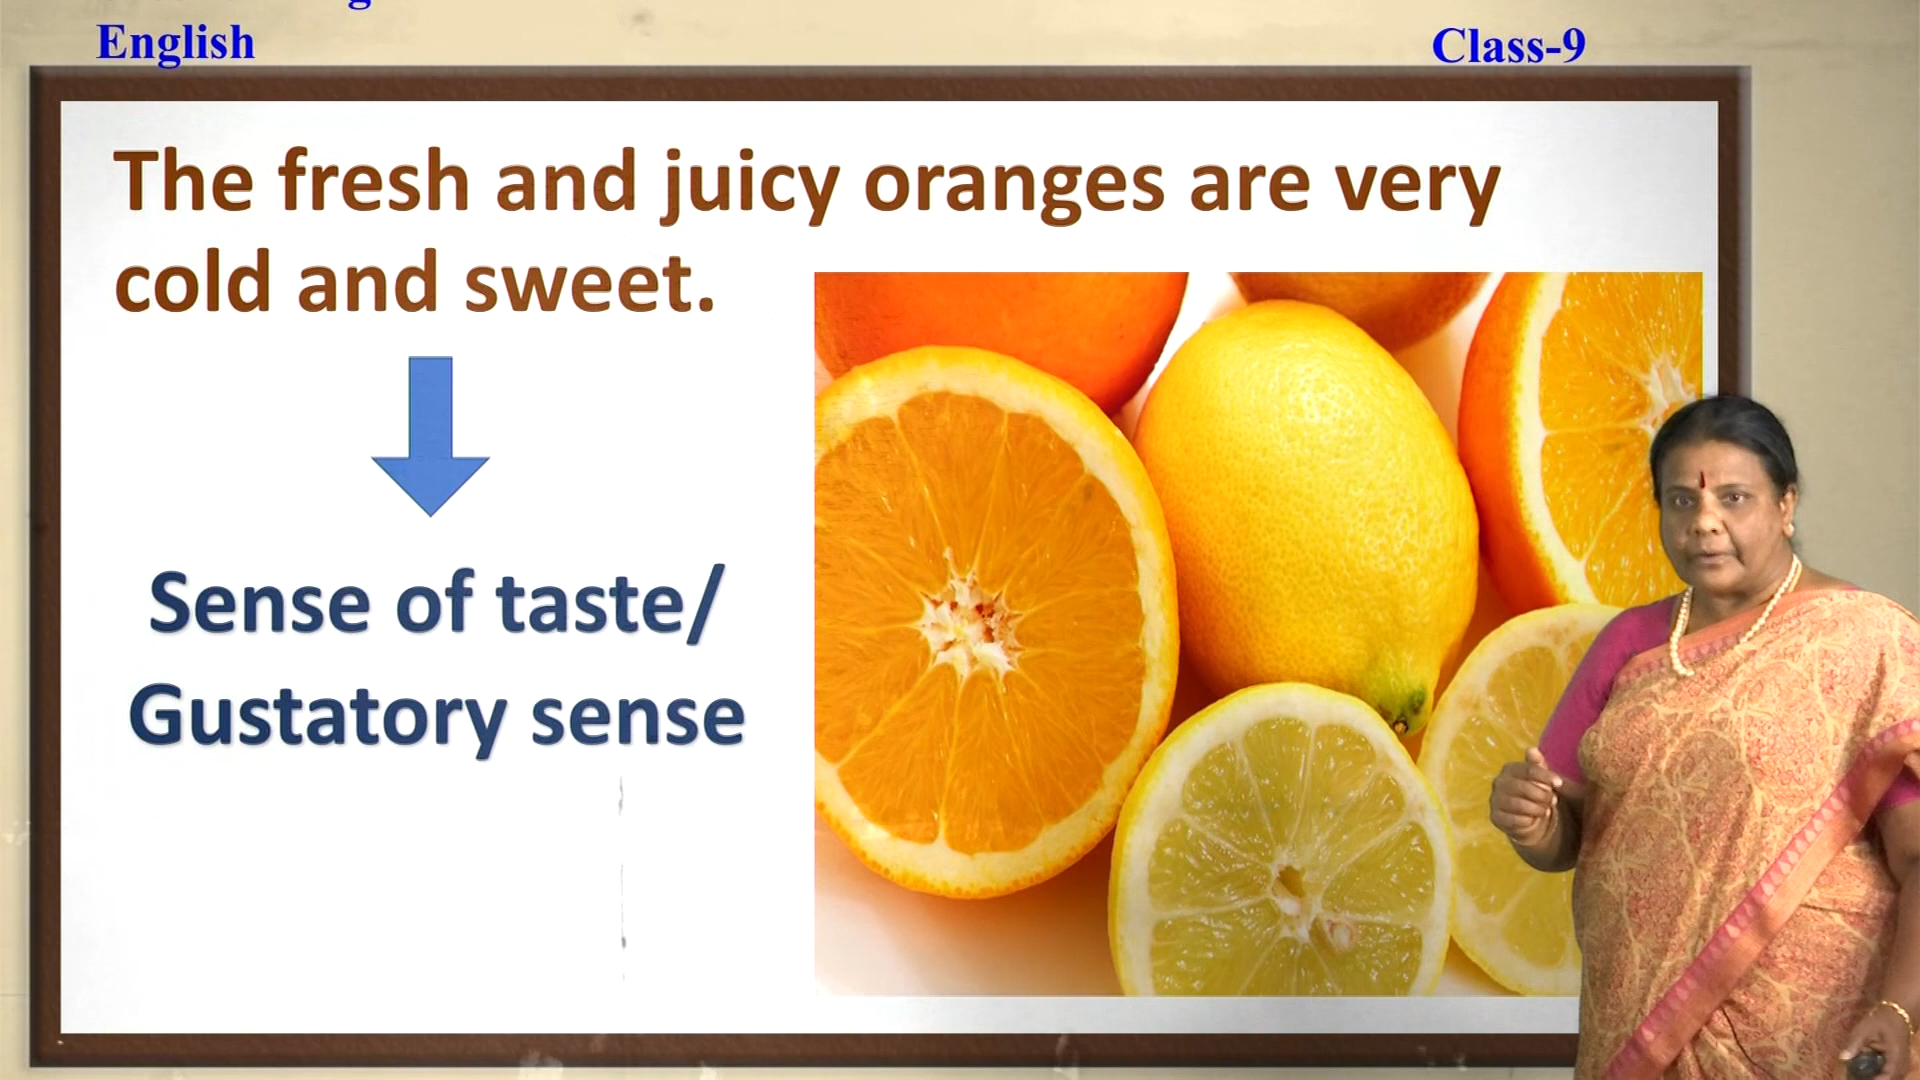 English
Class-9
The fresh and juicy oranges are very
cold and sweet.
Sense of taste/
Gustatory sense